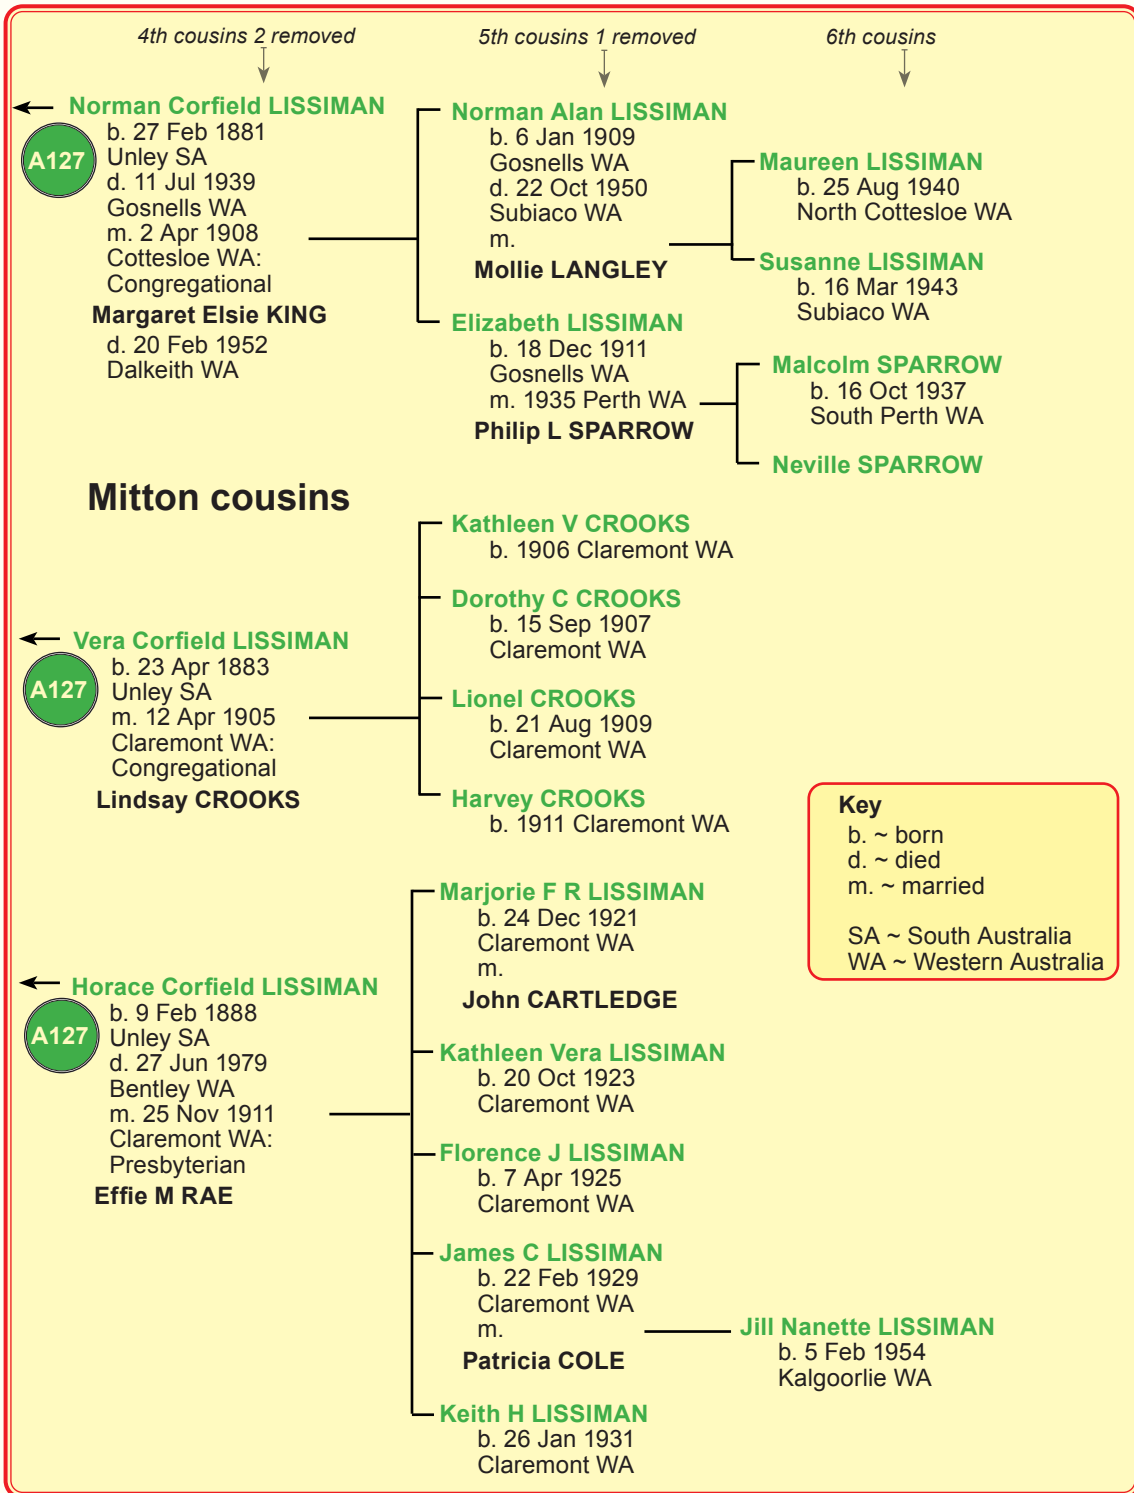 4th cousins 2 removed
5th cousins 1 removed
6th cousins
Norman Corfield LISSIMAN
A127
b. 27 Feb 1881
Unley SA
d. 11 Jul 1939
Gosnells WA
m. 2 Apr 1908
Cottesloe WA:
Congregational
Margaret Elsie KING
d. 20 Feb 1952
Dalkeith WA
Norman Alan LISSIMAN
b. 6 Jan 1909
Gosnells WA
d. 22 Oct 1950
Subiaco WA
m.
Mollie LANGLEY
Maureen LISSIMAN
b. 25 Aug 1940
North Cottesloe WA
Susanne LISSIMAN
b. 16 Mar 1943
Subiaco WA
Elizabeth LISSIMAN
b. 18 Dec 1911
Gosnells WA
m. 1935 Perth WA
Philip L SPARROW
Malcolm SPARROW
b. 16 Oct 1937
South Perth WA
Neville SPARROW
Mitton cousins
Vera Corfield LISSIMAN
A127
b. 23 Apr 1883
Unley SA
m. 12 Apr 1905
Claremont WA:
Congregational
Lindsay CROOKS
Kathleen V CROOKS
b. 1906 Claremont WA
Dorothy C CROOKS
b. 15 Sep 1907
Claremont WA
Lionel CROOKS
b. 21 Aug 1909
Claremont WA
Harvey CROOKS
b. 1911 Claremont WA
Key
b. ~ born
d. ~ died
m. ~ married
SA ~ South Australia
WA ~ Western Australia
Horace Corfield LISSIMAN
A127
b. 9 Feb 1888
Unley SA
d. 27 Jun 1979
Bentley WA
m. 25 Nov 1911
Claremont WA:
Presbyterian
Effie M RAE
Marjorie F R LISSIMAN
b. 24 Dec 1921
Claremont WA
m.
John CARTLEDGE
Kathleen Vera LISSIMAN
b. 20 Oct 1923
Claremont WA
Florence J LISSIMAN
b. 7 Apr 1925
Claremont WA
James C LISSIMAN
b. 22 Feb 1929
Claremont WA
m.
Patricia COLE
Jill Nanette LISSIMAN
b. 5 Feb 1954
Kalgoorlie WA
Keith H LISSIMAN
b. 26 Jan 1931
Claremont WA